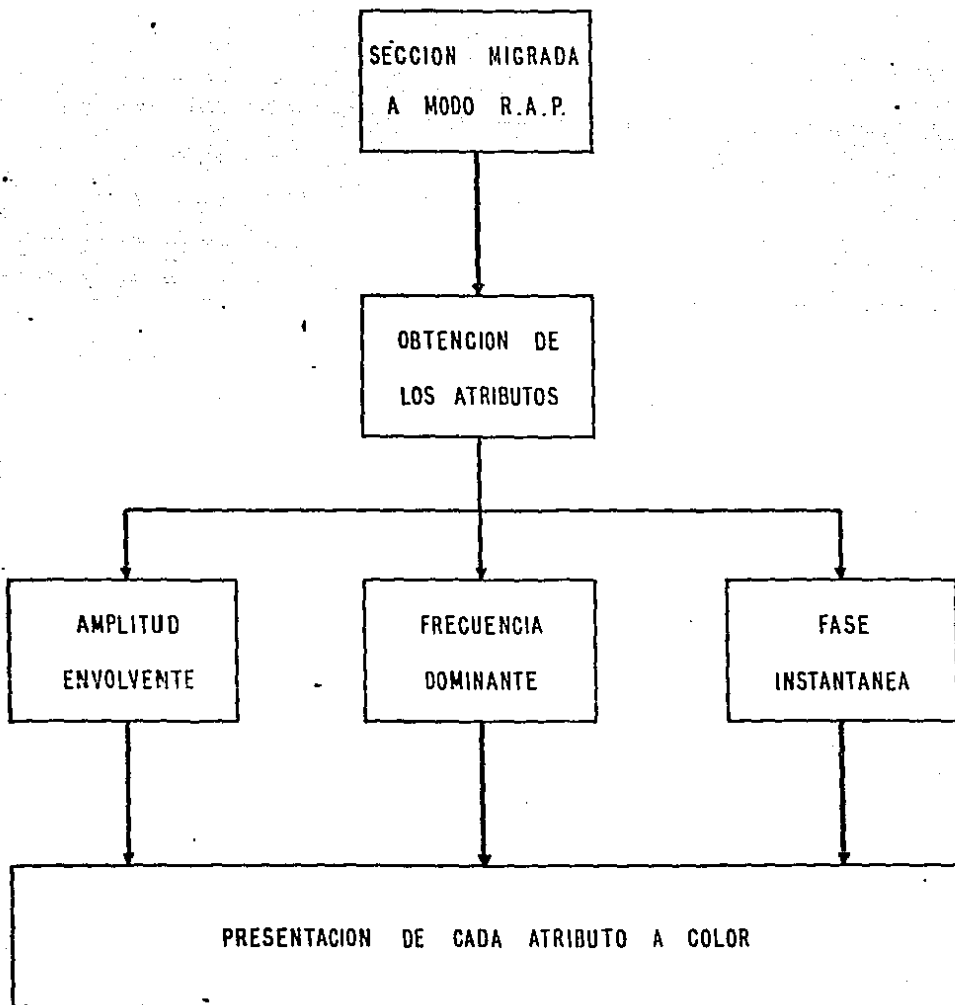 SECCION MIGRADA
A MODO R.A.P.
OBTENCION DE
LOS ATRIBUTOS
AMPLITUD
ENVOLVENTE
FRECUENCIA
DOMINANTE
FASE
INSTANTANEA
PRESENTACION DE CADA ATRIBUTO A COLOR